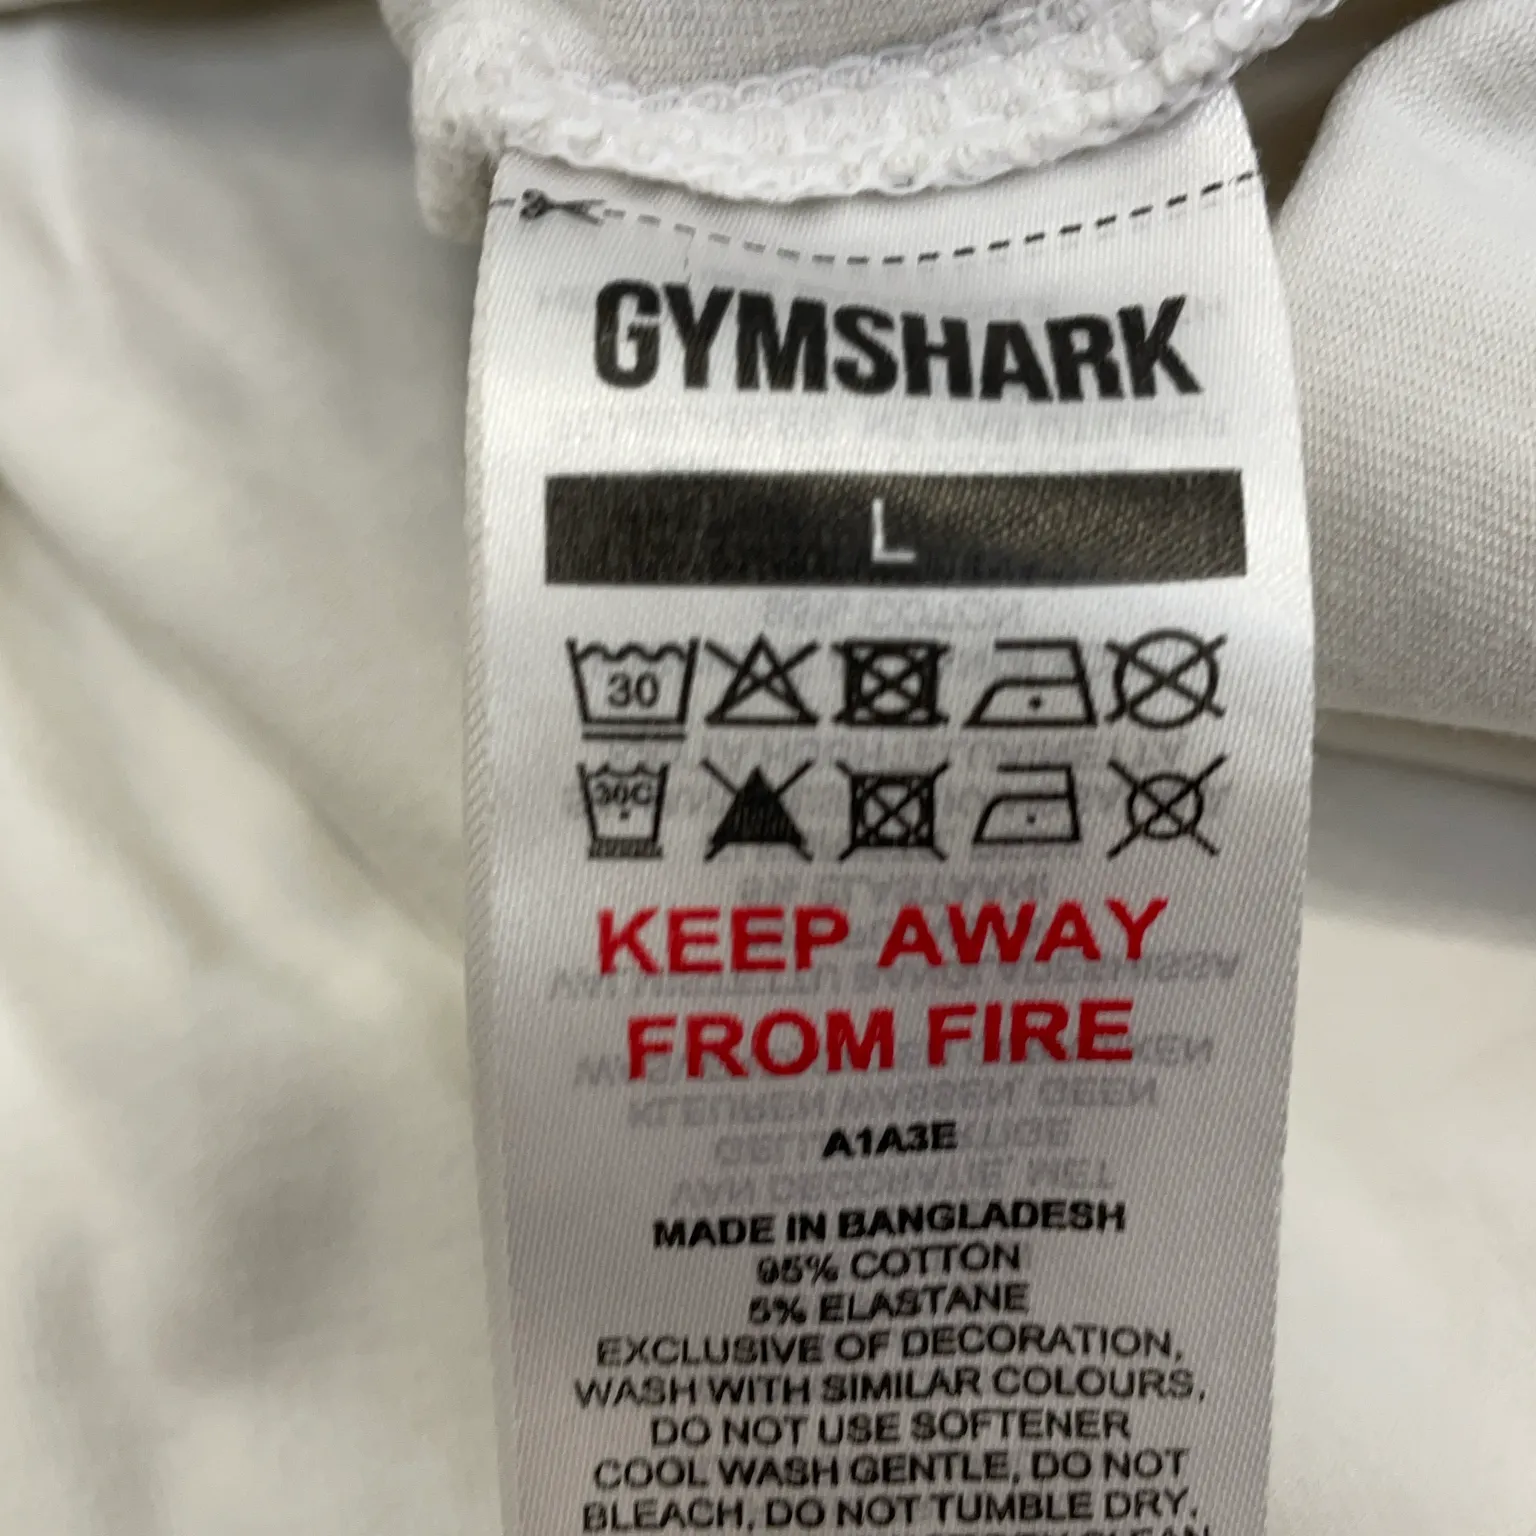 GYMSHARK
L
30
30C
KEEP AWAY
FROM FIRE
A1A3E
MADE IN BANGLADESH
95% COTTON
5% ELASTANE
EXCLUSIVE OF DECORATION,
WASH WITH SIMILAR COLOURS,
DO NOT USE SOFTENER
COOL WASH GENTLE, DO NOT
BLEACH, DO NOT TUMBLE DRY,